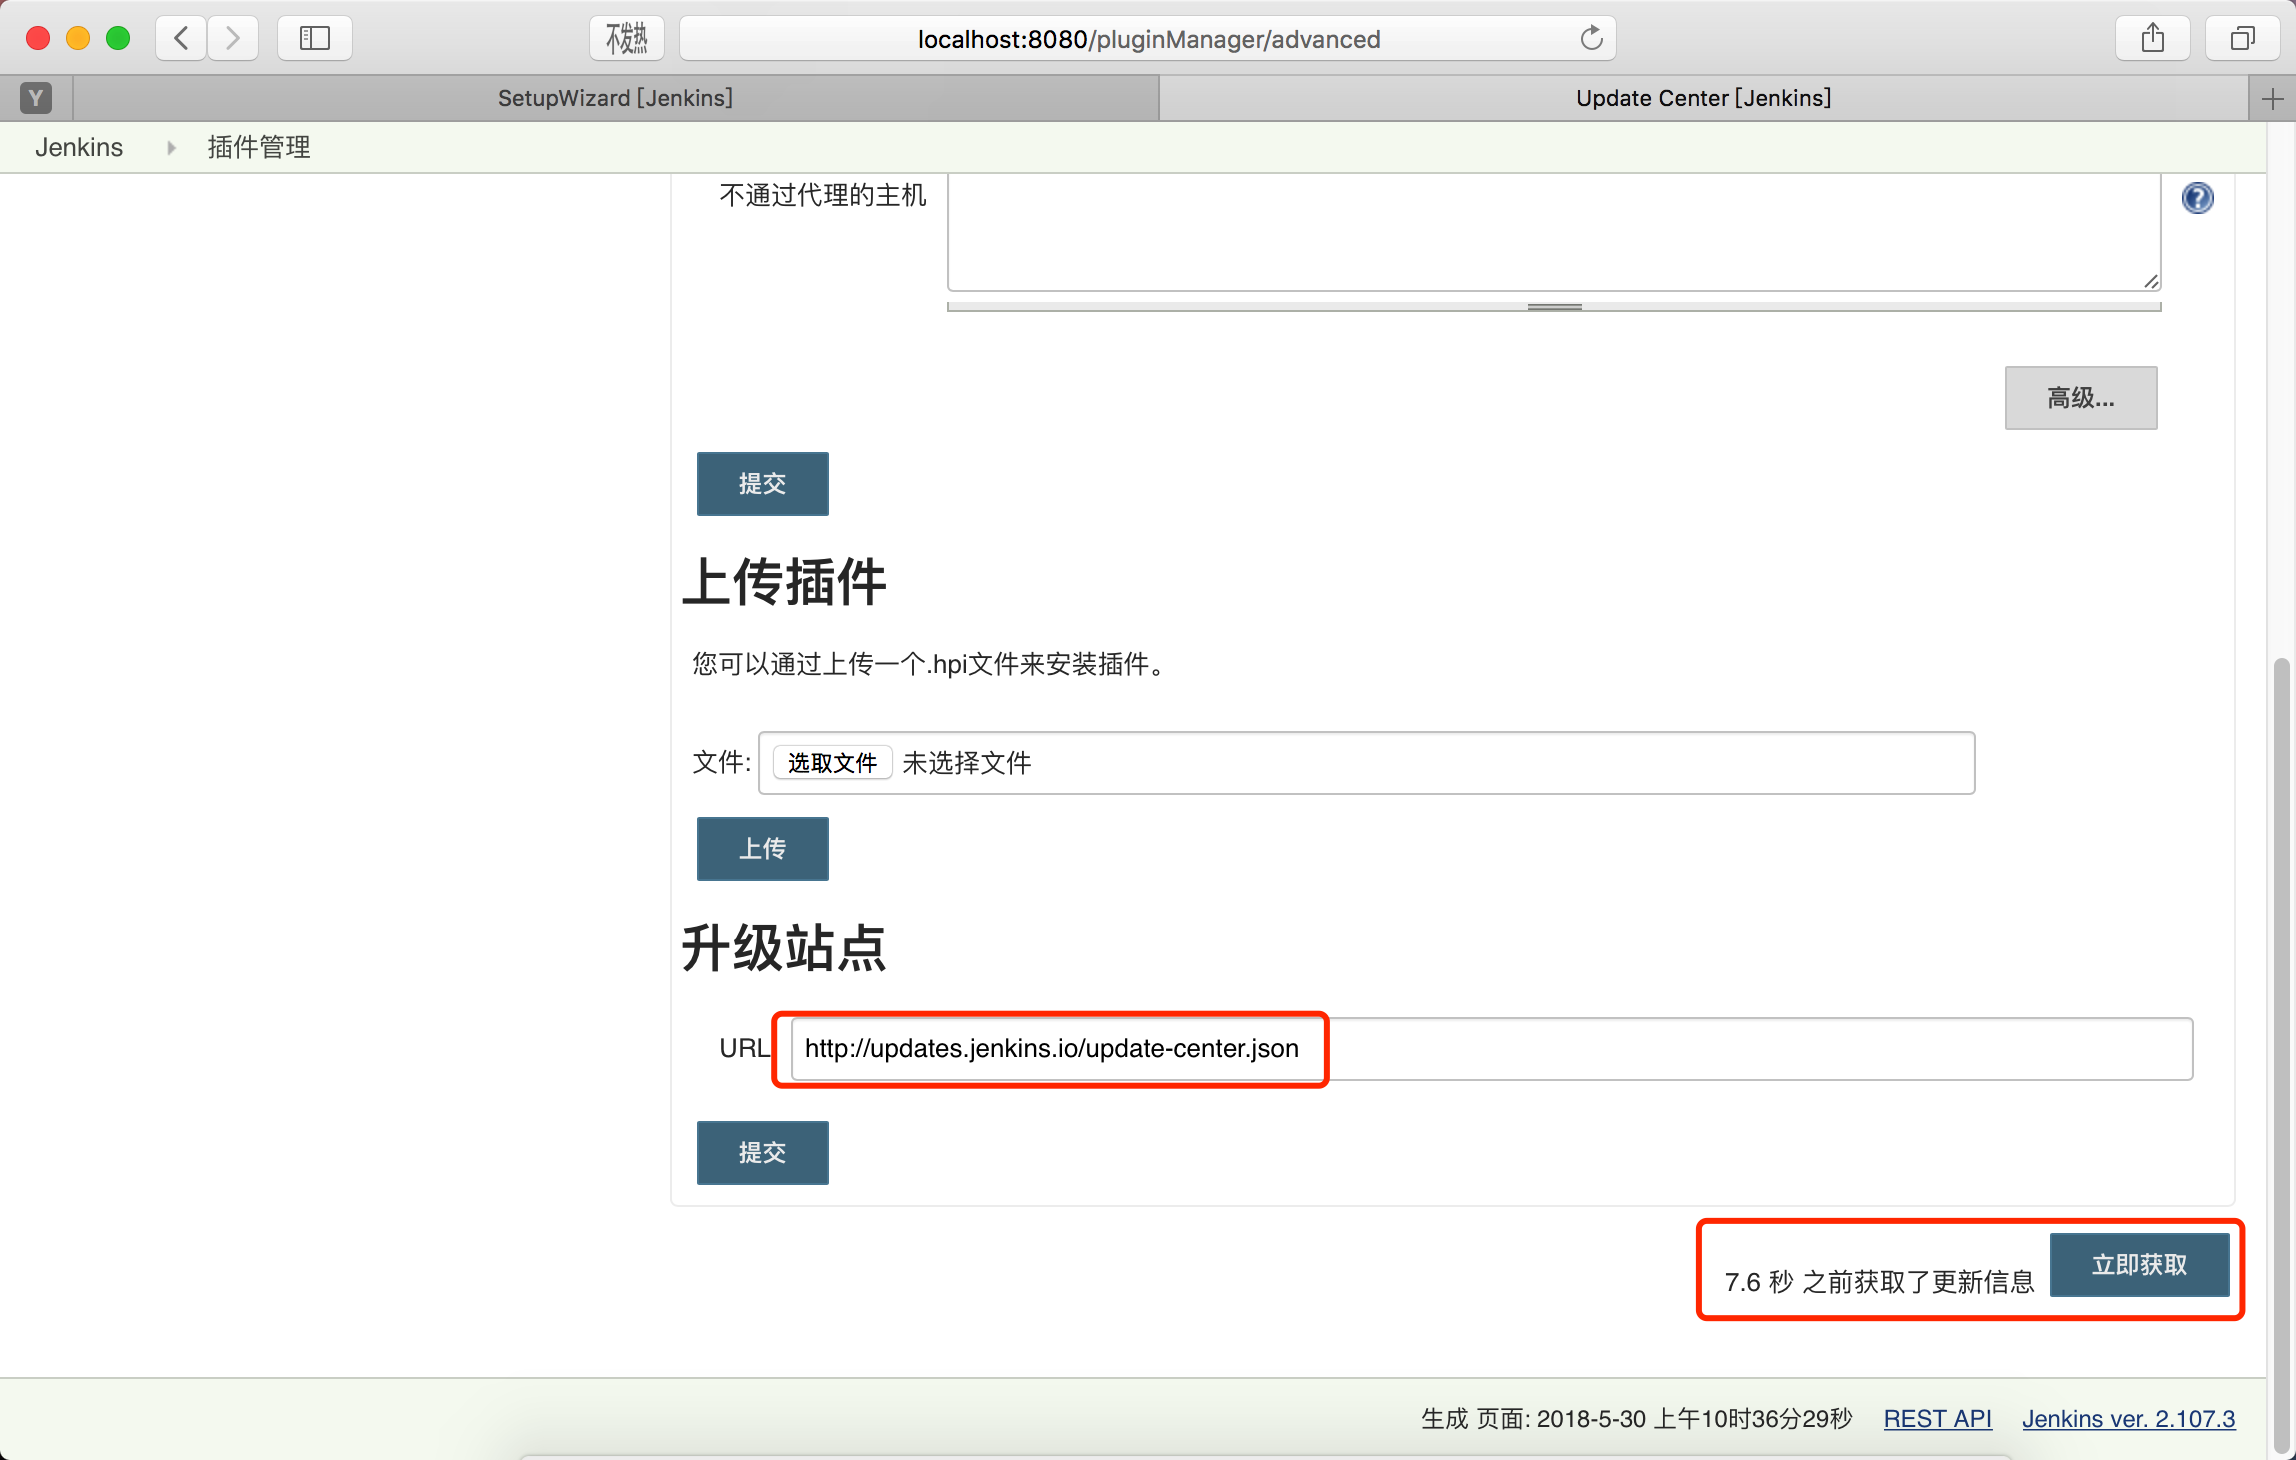 不发热
localhost:8080/pluginManager/advanced
Y
SetupWizard [Jenkins]
Update Center [Jenkins]
Jenkins
插件管理
不通过代理的主机
高级...
提交
上传插件
您可以通过上传一个.hpi文件来安装插件。
文件: 选取文件 未选择文件
上传
升级站点
URL http://updates.jenkins.io/update-center.json
提交
7.6 秒 之前获取了更新信息 立即获取
生成 页面: 2018-5-30 上午10时36分29秒 REST API Jenkins ver. 2.107.3